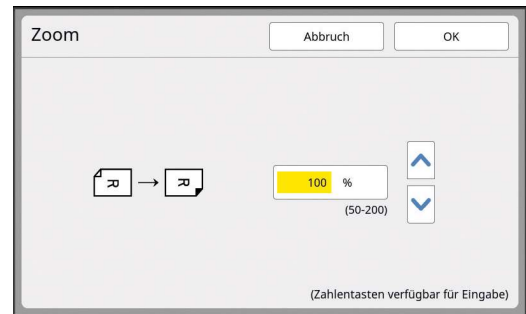 Zoom
Abbruch
OK
R → R
100 %
(50-200)
(Zahlentasten verfügbar für Eingabe)